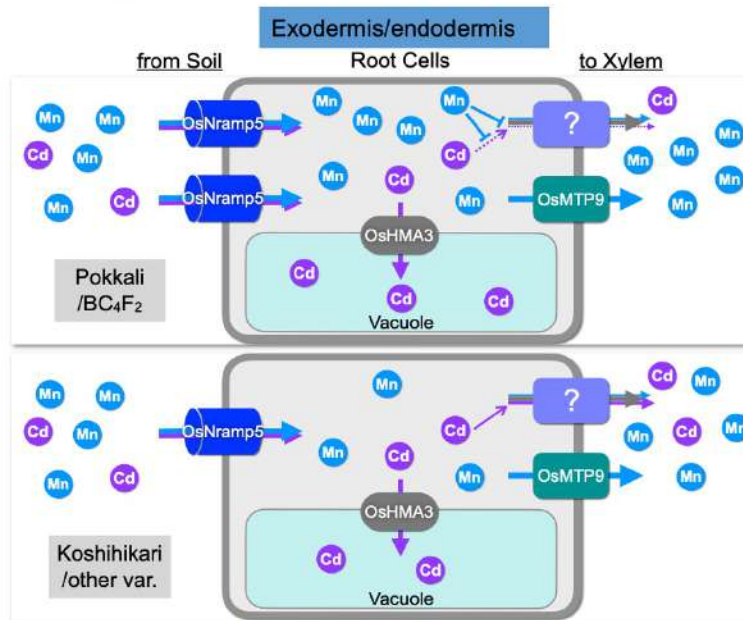 Exodermis/endodermis
from Soil
Root Cells
to Xylem
Mn
Mn
Cd
Mn
Mn
Cd
OsNramp5
OsNramp5
Mn
Mn
Mn
Mn
Mn
Cd
Mn
Cd
Mn
?
OsMTP9
OsHMA3
Cd
Cd
Cd
Vacuole
Cd
Mn
Mn
Mn
Mn
Mn
Pokkali
/BC₄F₂
Mn
Mn
Cd
Mn
Mn
Cd
OsNramp5
Mn
Mn
Cd
Cd
Mn
?
OsMTP9
OsHMA3
Cd
Cd
Vacuole
Cd
Mn
Mn
Cd
Mn
Mn
Koshihikari
/other var.